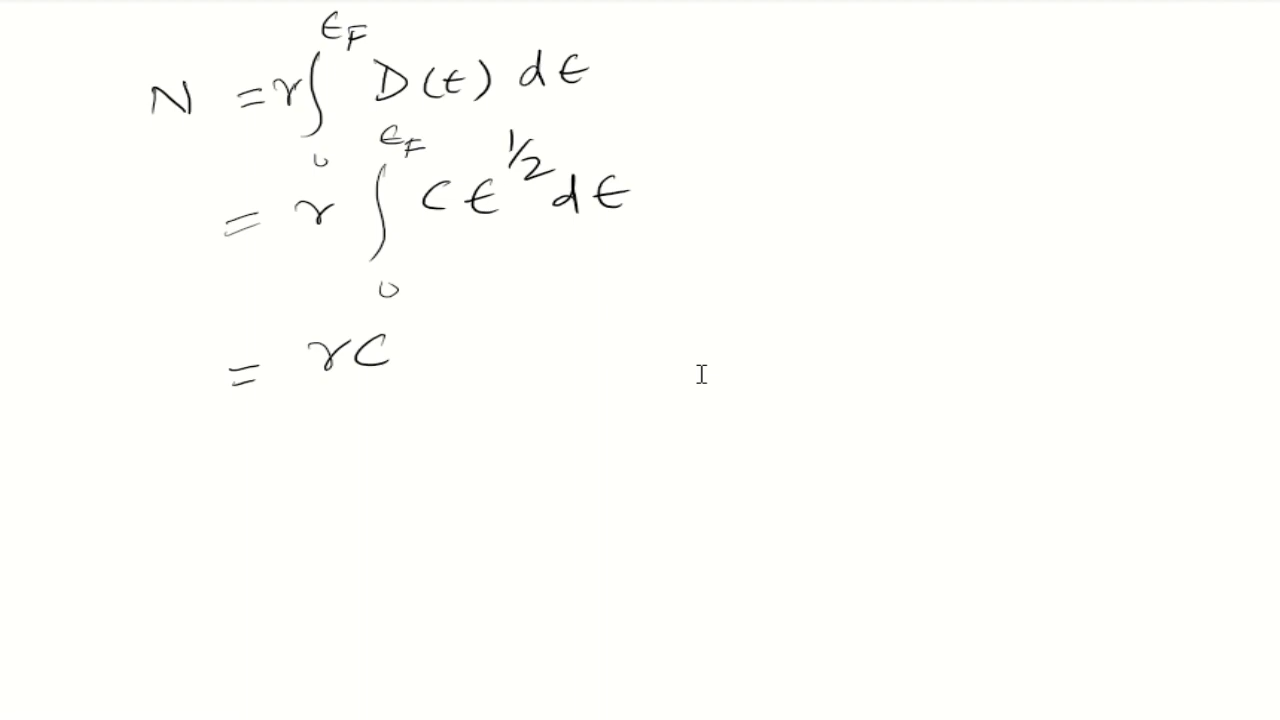 N = γ∫₀^{ϵ_F} D(ϵ) dϵ
= γ ∫₀^{ϵ_F} C ϵ^{1/2} dϵ
= γC